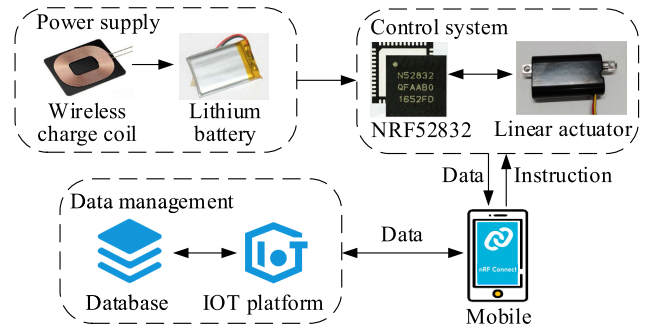 Power supply
Wireless
charge coil
Lithium
battery
Control system
N52832
QFAAB0
1652FD
NRF52832
Linear actuator
Data
Instruction
Data management
Database
IOT
IOT platform
Data
nRF Connect
Mobile